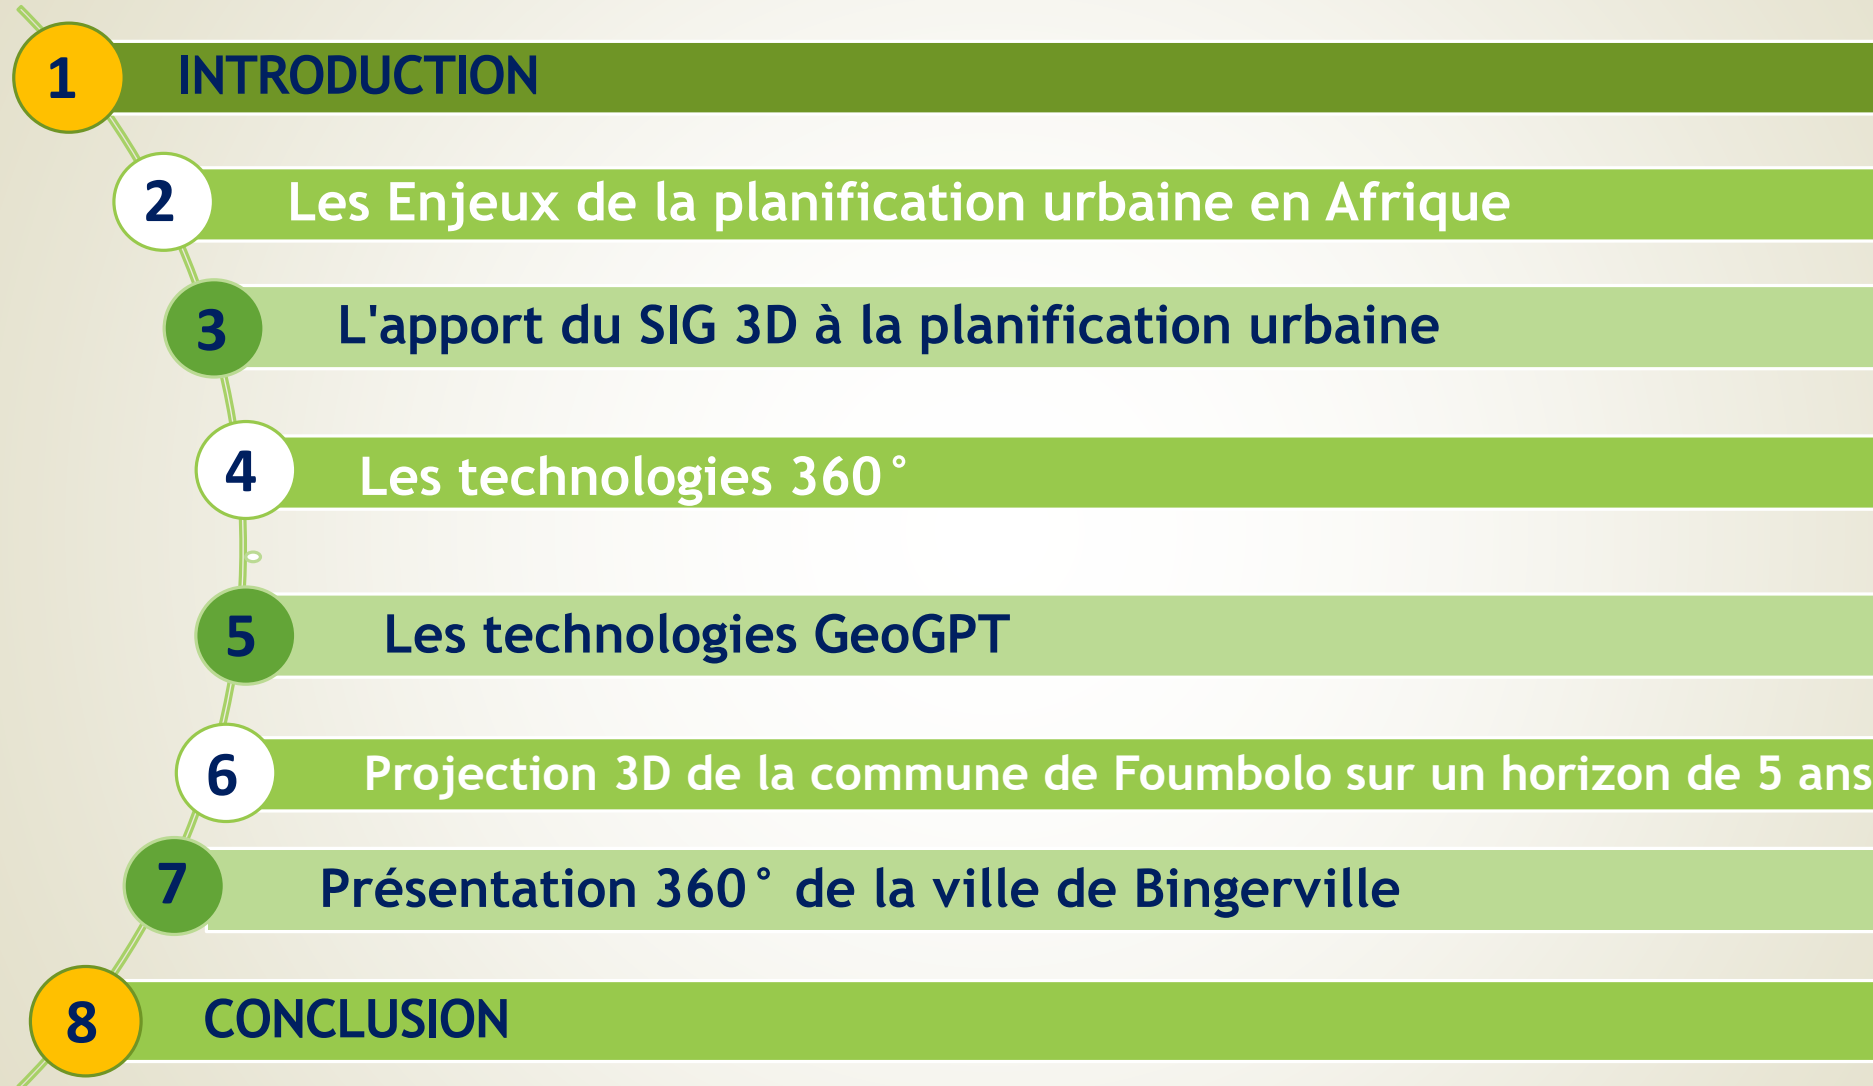 1 INTRODUCTION
2 Les Enjeux de la planification urbaine en Afrique
3 L'apport du SIG 3D à la planification urbaine
4 Les technologies 360°
5 Les technologies GeoGPT
6 Projection 3D de la commune de Foumbolo sur un horizon de 5 ans
7 Présentation 360° de la ville de Bingerville
8 CONCLUSION